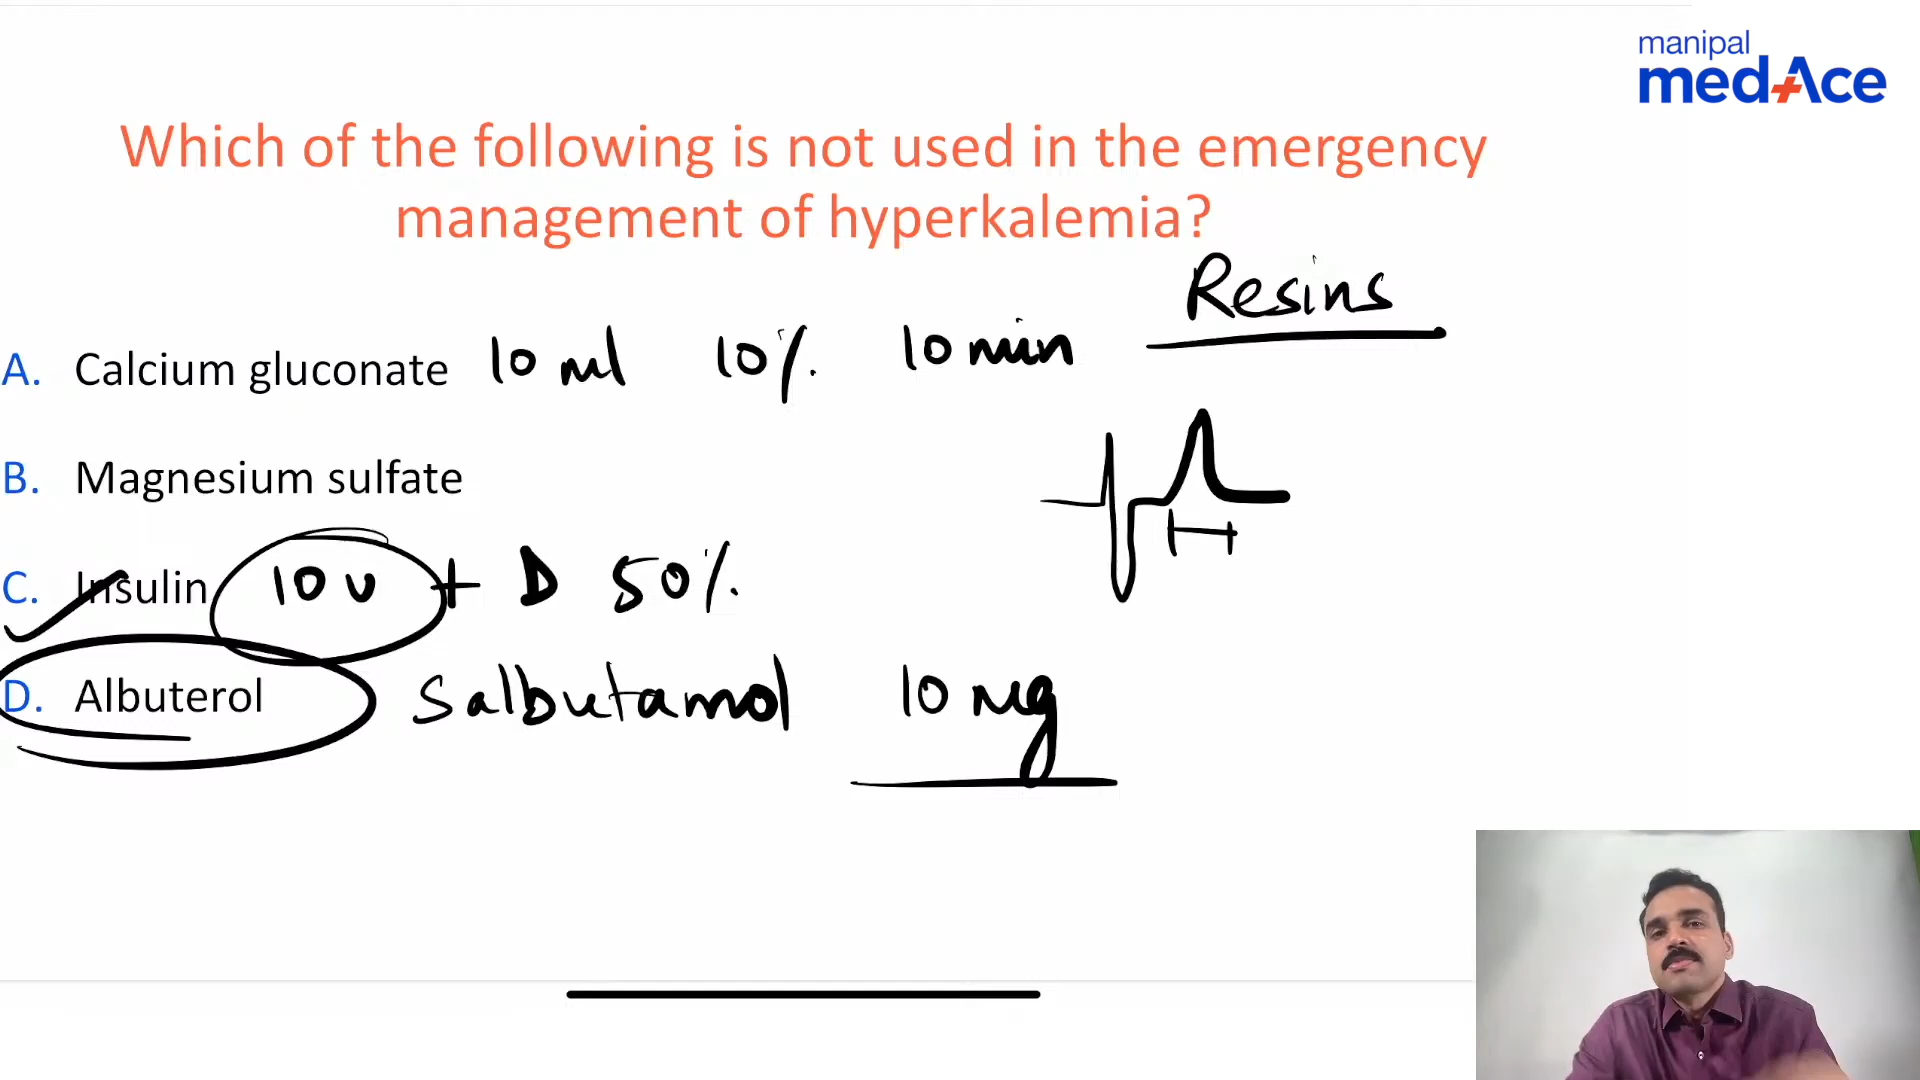 manipal
medAce
Which of the following is not used in the emergency
management of hyperkalemia?
Resins
A. Calcium gluconate 10 ml 10%. 10 min
B. Magnesium sulfate
C. Insulin 10 U + D 50%.
D. Albuterol Salbutamol 10 mg